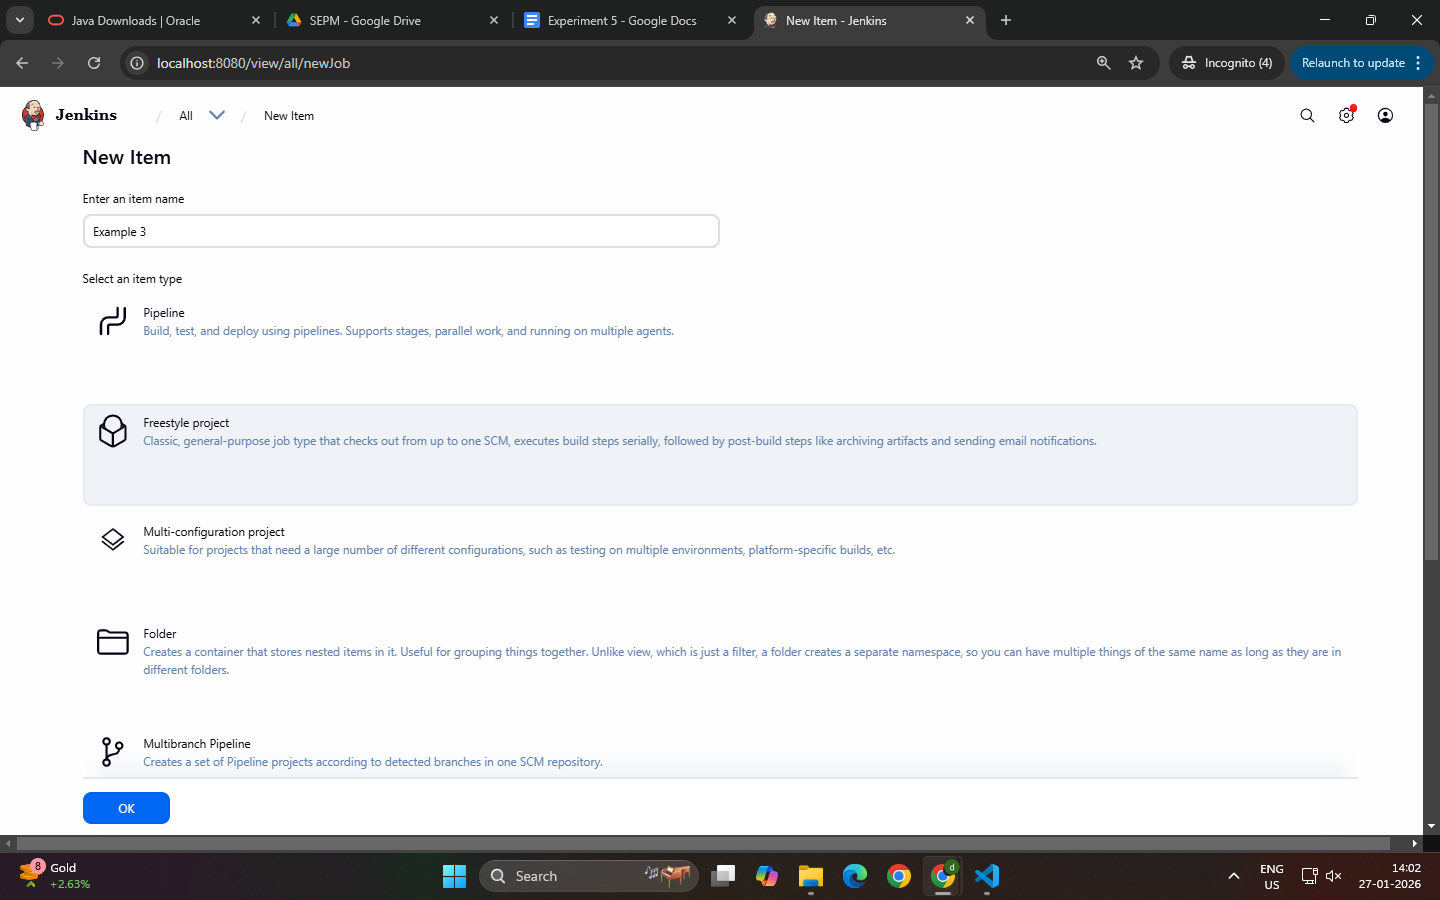 Java Downloads | Oracle
SEPM - Google Drive
Experiment 5 - Google Docs
New Item - Jenkins
localhost:8080/view/all/newJob
Incognito (4)
Relaunch to update
Jenkins / All / New Item
New Item
Enter an item name
Example 3
Select an item type
Pipeline
Build, test, and deploy using pipelines. Supports stages, parallel work, and running on multiple agents.
Freestyle project
Classic, general-purpose job type that checks out from up to one SCM, executes build steps serially, followed by post-build steps like archiving artifacts and sending email notifications.
Multi-configuration project
Suitable for projects that need a large number of different configurations, such as testing on multiple environments, platform-specific builds, etc.
Folder
Creates a container that stores nested items in it. Useful for grouping things together. Unlike view, which is just a filter, a folder creates a separate namespace, so you can have multiple things of the same name as long as they are in
different folders.
Multibranch Pipeline
Creates a set of Pipeline projects according to detected branches in one SCM repository.
OK
8
Gold
+2.63%
Search
d
ENG
US
14:02
27-01-2026